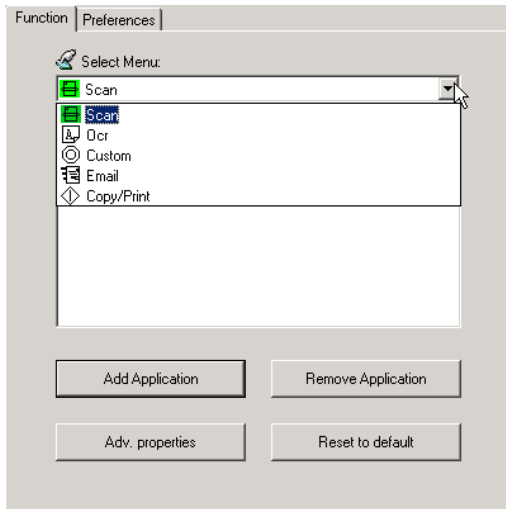 Function Preferences
Select Menu:
Scan
Scan
Ocr
Custom
Email
Copy/Print
Add Application Remove Application
Adv. properties Reset to default